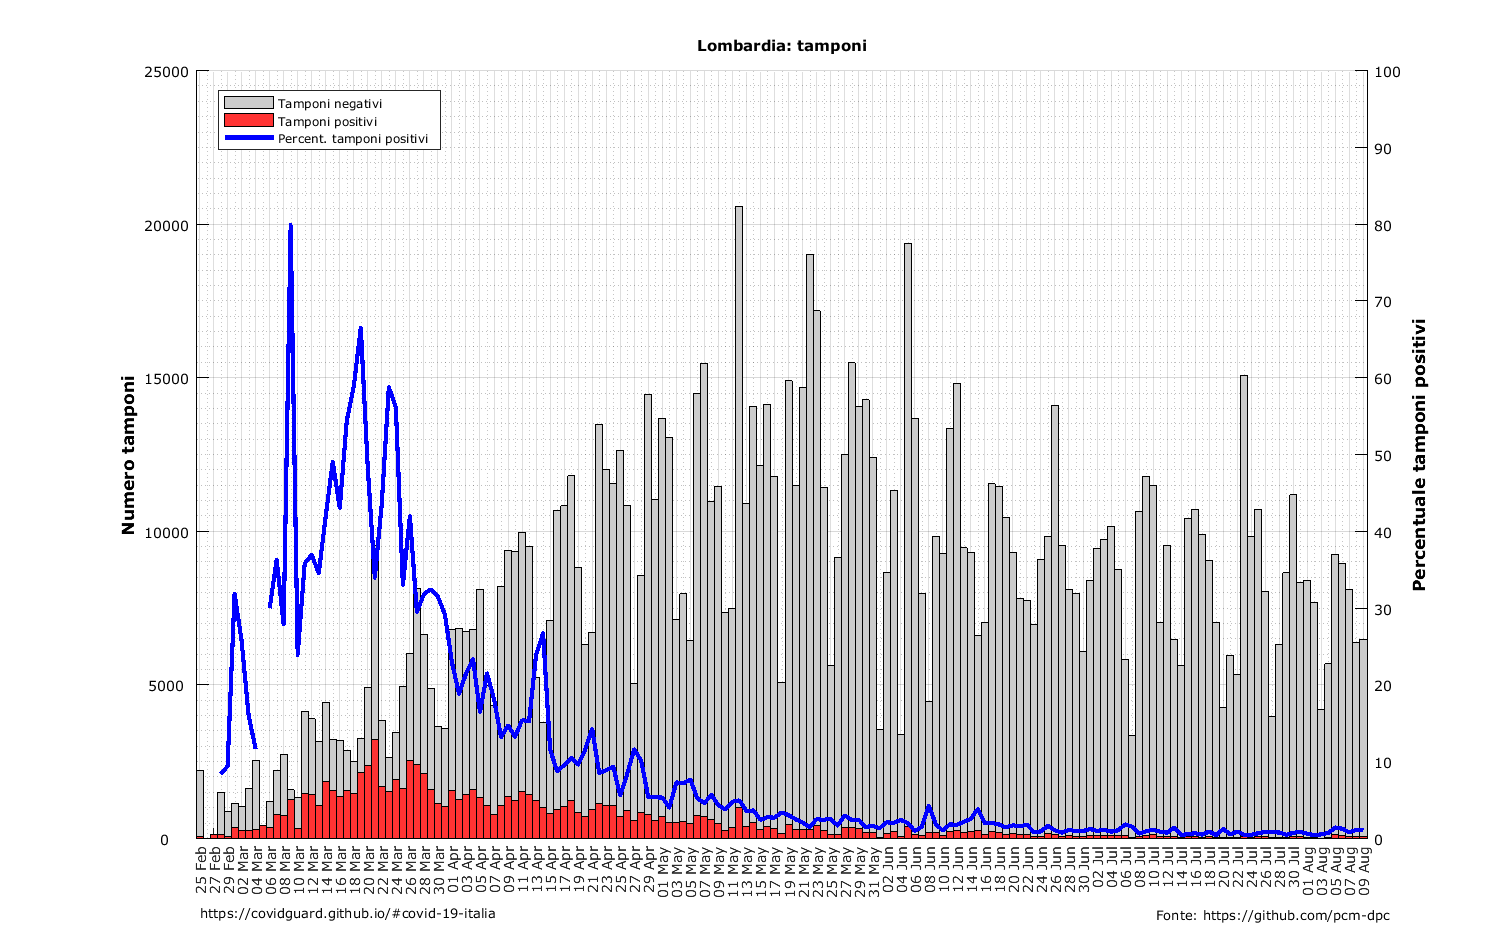 Lombardia: tamponi
25000
20000
15000
10000
5000
0
Numero tamponi
Tamponi negativi
Tamponi positivi
Percent. tamponi positivi
100
90
80
70
60
50
40
30
20
10
0
Percentuale tamponi positivi
25 Feb
27 Feb
29 Feb
02 Mar
04 Mar
06 Mar
08 Mar
10 Mar
12 Mar
14 Mar
16 Mar
18 Mar
20 Mar
22 Mar
24 Mar
26 Mar
28 Mar
30 Mar
01 Apr
03 Apr
05 Apr
07 Apr
09 Apr
11 Apr
13 Apr
15 Apr
17 Apr
19 Apr
21 Apr
23 Apr
25 Apr
27 Apr
29 Apr
01 May
03 May
05 May
07 May
09 May
11 May
13 May
15 May
17 May
19 May
21 May
23 May
25 May
27 May
29 May
31 May
02 Jun
04 Jun
06 Jun
08 Jun
10 Jun
12 Jun
14 Jun
16 Jun
18 Jun
20 Jun
22 Jun
24 Jun
26 Jun
28 Jun
30 Jun
02 Jul
04 Jul
06 Jul
08 Jul
10 Jul
12 Jul
14 Jul
16 Jul
18 Jul
20 Jul
22 Jul
24 Jul
26 Jul
28 Jul
30 Jul
01 Aug
03 Aug
05 Aug
07 Aug
09 Aug
https://covidguard.github.io/#covid-19-italia
Fonte: https://github.com/pcm-dpc